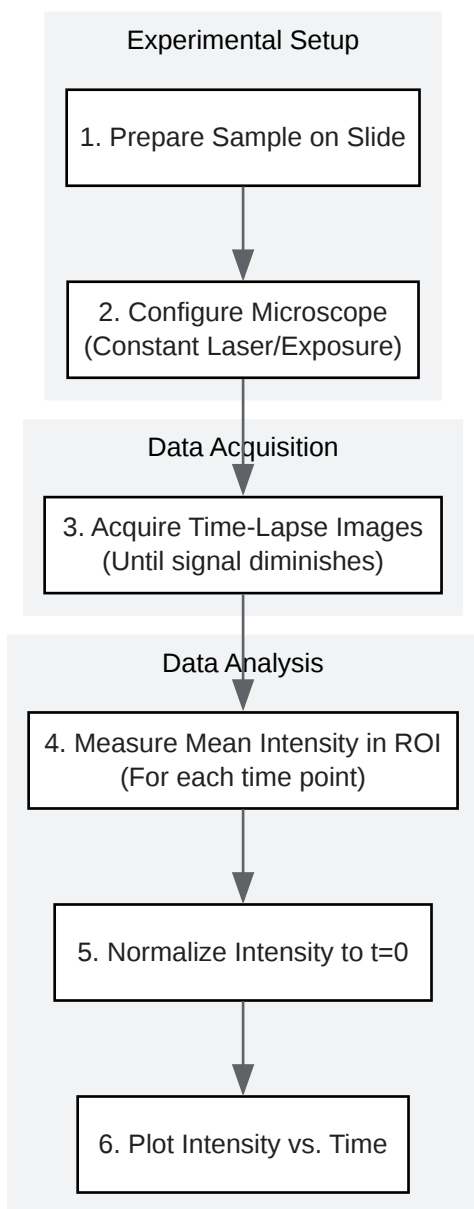 Experimental Setup
1. Prepare Sample on Slide
2. Configure Microscope
(Constant Laser/Exposure)
Data Acquisition
3. Acquire Time-Lapse Images
(Until signal diminishes)
Data Analysis
4. Measure Mean Intensity in ROI
(For each time point)
5. Normalize Intensity to t=0
6. Plot Intensity vs. Time